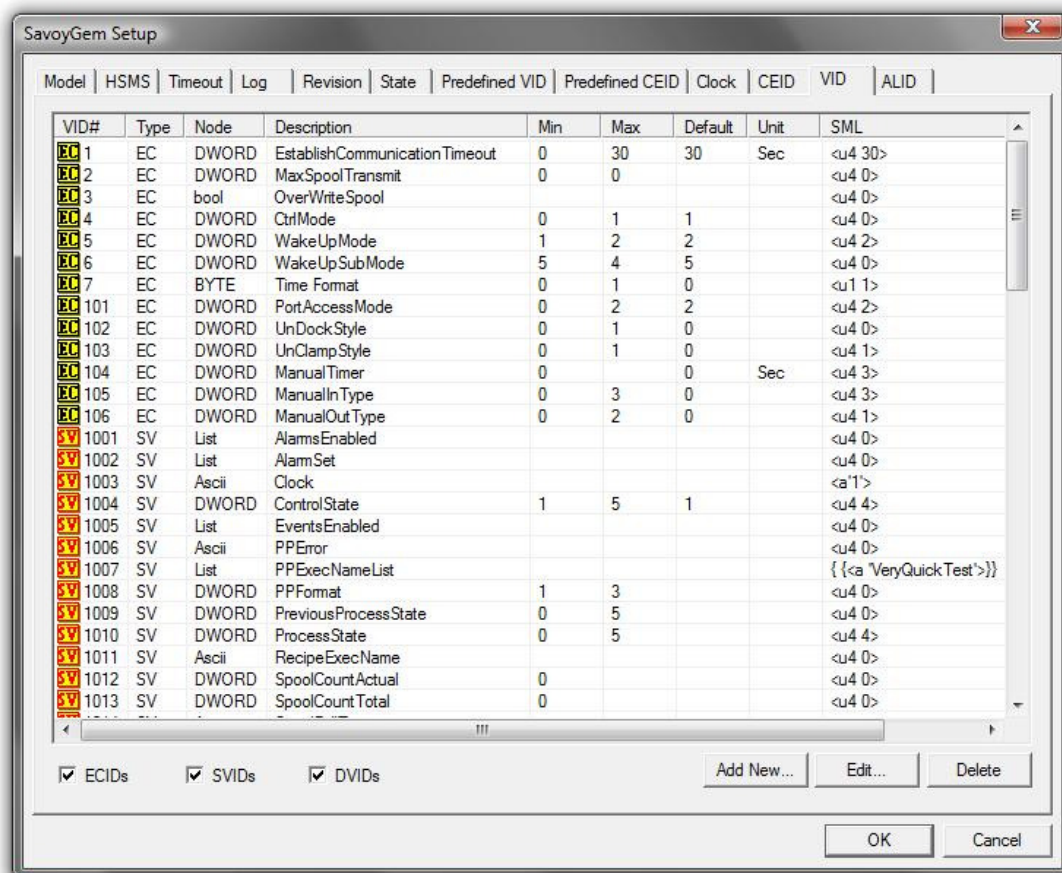 SavoyGem Setup
Model HSMS Timeout Log Revision State Predefined VID Predefined CEID Clock CEID VID ALID
VID# Type Node Description Min Max Default Unit SML
EC 1 EC DWORD EstablishCommunicationTimeout 0 30 30 Sec <u4 30>
EC 2 EC DWORD MaxSpoolTransmit 0 0 <u4 0>
EC 3 EC bool OverWriteSpool <u4 0>
EC 4 EC DWORD CtrlMode 0 1 1 <u4 0>
EC 5 EC DWORD WakeUpMode 1 2 2 <u4 2>
EC 6 EC DWORD WakeUpSubMode 5 4 5 <u4 0>
EC 7 EC BYTE Time Format 0 1 0 <u1 1>
EC 101 EC DWORD PortAccessMode 0 2 2 <u4 2>
EC 102 EC DWORD UnDockStyle 0 1 0 <u4 0>
EC 103 EC DWORD UnClampStyle 0 1 0 <u4 1>
EC 104 EC DWORD ManualTimer 0 0 Sec <u4 3>
EC 105 EC DWORD ManualInType 0 3 0 <u4 3>
EC 106 EC DWORD ManualOutType 0 2 0 <u4 1>
SV 1001 SV List AlarmsEnabled <u4 0>
SV 1002 SV List AlarmSet <u4 0>
SV 1003 SV Ascii Clock <a'1'>
SV 1004 SV DWORD ControlState 1 5 1 <u4 4>
SV 1005 SV List EventsEnabled <u4 0>
SV 1006 SV Ascii PPError <u4 0>
SV 1007 SV List PPExecNameList { {<a 'VeryQuickTest'>}}
SV 1008 SV DWORD PPFormat 1 3 <u4 0>
SV 1009 SV DWORD PreviousProcessState 0 5 <u4 0>
SV 1010 SV DWORD ProcessState 0 5 <u4 4>
SV 1011 SV Ascii RecipeExecName <u4 0>
SV 1012 SV DWORD SpoolCountActual 0 <u4 0>
SV 1013 SV DWORD SpoolCountTotal 0 <u4 0>
ECIDs SVIDs DVIDs Add New... Edit... Delete
OK Cancel